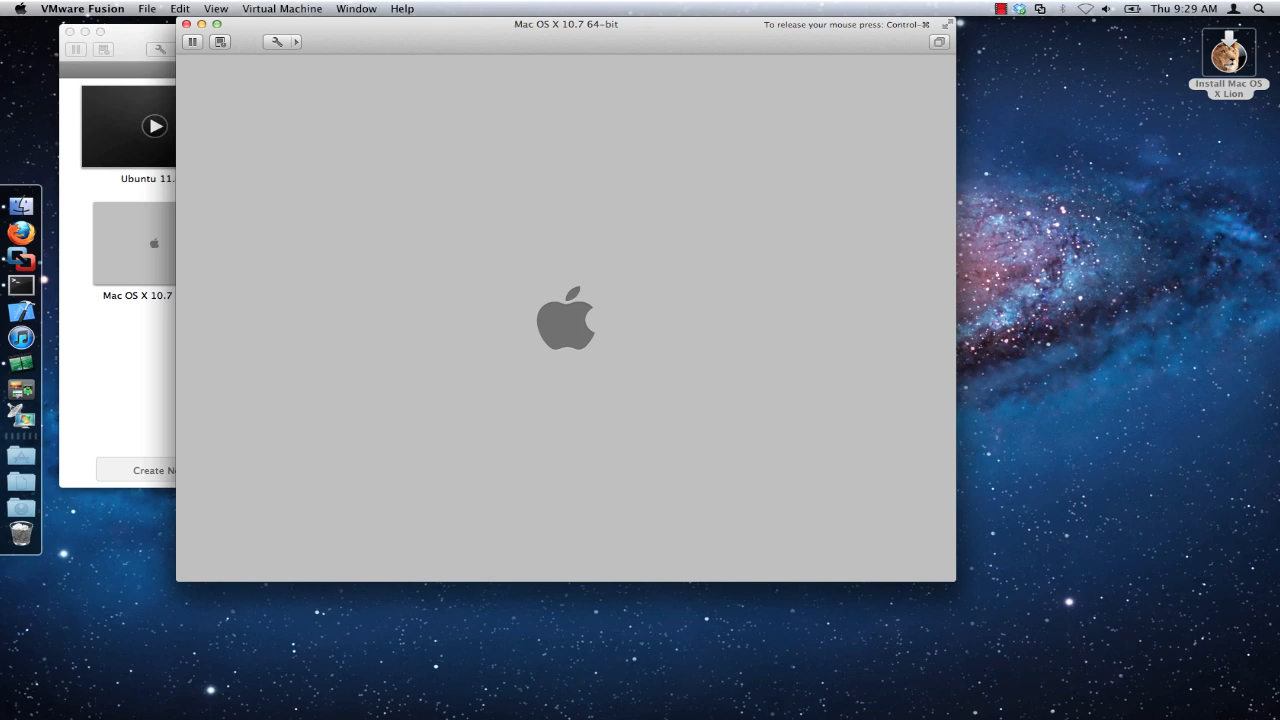 VMware Fusion File Edit View Virtual Machine Window Help
Thu 9:29 AM
Mac OS X 10.7 64-bit
To release your mouse press: Control-⌘
Install Mac OS
X Lion
Ubuntu 11.
Mac OS X 10.7
Create